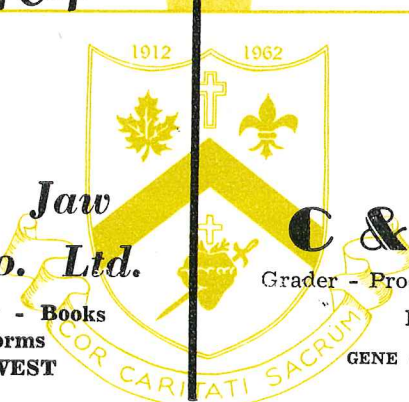 1912 1962
Jaw
o. Ltd.
- Books
orms
WEST
C &
Grader - Pro
GENE
COR CARITATI SACRUM